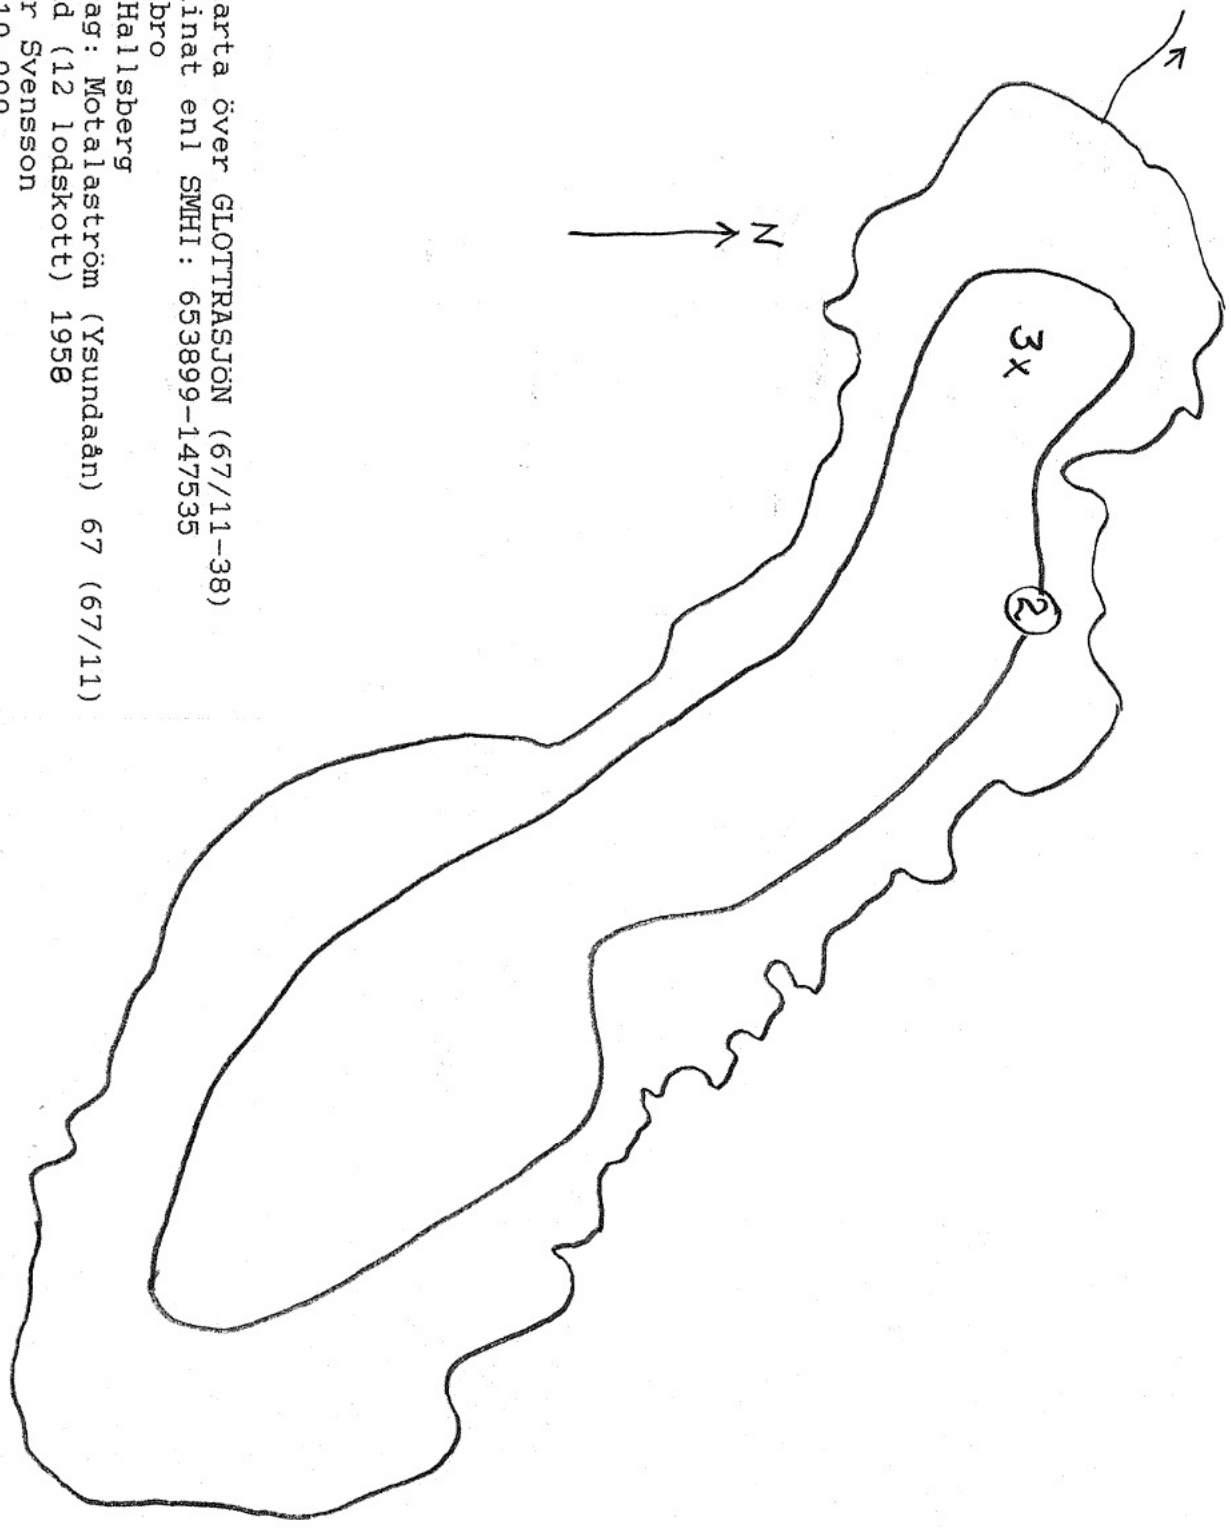 arta över GLOTTRASJÖN (67/11-38)
inat enl SMHI: 653899-147535
bro
Hallsberg
ag: Motalaström (Ysundaån) 67 (67/11)
d (12 lodskott) 1958
r Svensson
N
3x
2